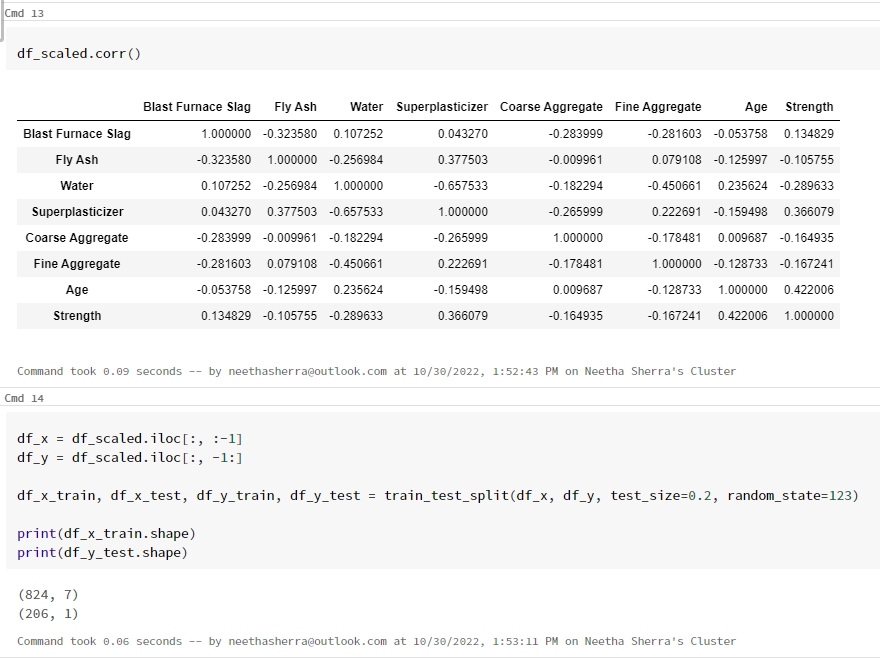 Cmd 13
df_scaled.corr()
Blast Furnace Slag Fly Ash Water Superplasticizer Coarse Aggregate Fine Aggregate Age Strength
Blast Furnace Slag 1.000000 -0.323580 0.107252 0.043270 -0.283999 -0.281603 -0.053758 0.134829
Fly Ash -0.323580 1.000000 -0.256984 0.377503 -0.009961 0.079108 -0.125997 -0.105755
Water 0.107252 -0.256984 1.000000 -0.657533 -0.182294 -0.450661 0.235624 -0.289633
Superplasticizer 0.043270 0.377503 -0.657533 1.000000 -0.265999 0.222691 -0.159498 0.366079
Coarse Aggregate -0.283999 -0.009961 -0.182294 -0.265999 1.000000 -0.178481 0.009687 -0.164935
Fine Aggregate -0.281603 0.079108 -0.450661 0.222691 -0.178481 1.000000 -0.128733 -0.167241
Age -0.053758 -0.125997 0.235624 -0.159498 0.009687 -0.128733 1.000000 0.422006
Strength 0.134829 -0.105755 -0.289633 0.366079 -0.164935 -0.167241 0.422006 1.000000
Command took 0.09 seconds -- by neethasherra@outlook.com at 10/30/2022, 1:52:43 PM on Neetha Sherra's Cluster
Cmd 14
df_x = df_scaled.iloc[:, :-1]
df_y = df_scaled.iloc[:, -1:]
df_x_train, df_x_test, df_y_train, df_y_test = train_test_split(df_x, df_y, test_size=0.2, random_state=123)
print(df_x_train.shape)
print(df_y_test.shape)
(824, 7)
(206, 1)
Command took 0.06 seconds -- by neethasherra@outlook.com at 10/30/2022, 1:53:11 PM on Neetha Sherra's Cluster